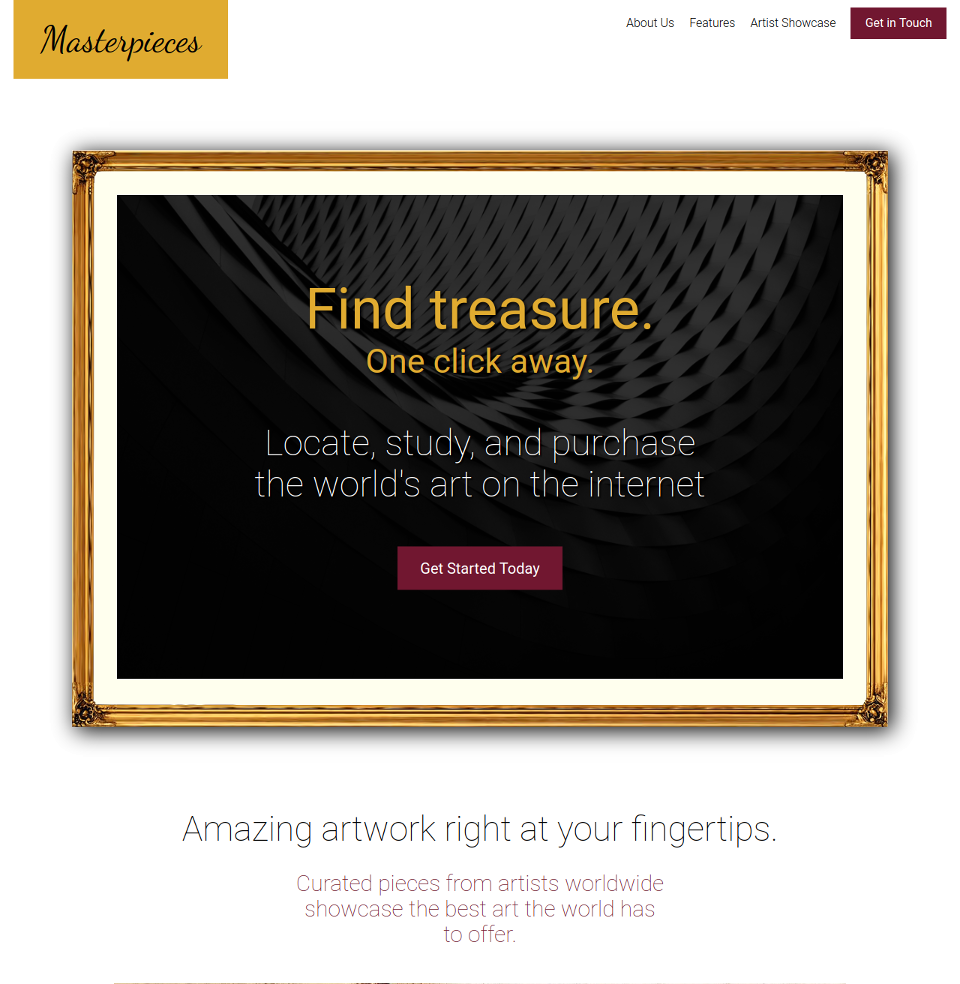 Masterpieces
About Us
Features
Artist Showcase
Get in Touch
Find treasure.
One click away.
Locate, study, and purchase
the world's art on the internet
Get Started Today
Amazing artwork right at your fingertips.
Curated pieces from artists worldwide
showcase the best art the world has
to offer.